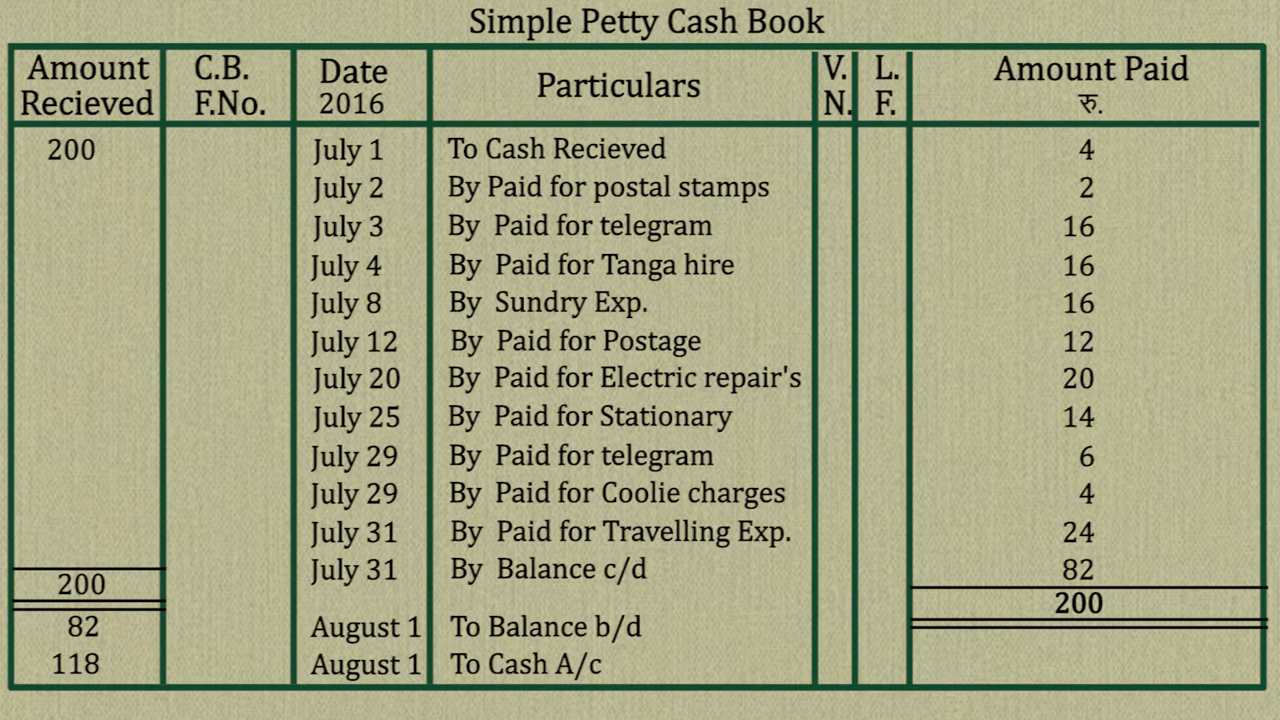 Simple Petty Cash Book
Amount Recieved C.B. F.No. Date 2016 Particulars V. N. L. F. Amount Paid रु.
200 July 1 To Cash Recieved 4
July 2 By Paid for postal stamps 2
July 3 By Paid for telegram 16
July 4 By Paid for Tanga hire 16
July 8 By Sundry Exp. 16
July 12 By Paid for Postage 12
July 20 By Paid for Electric repair's 20
July 25 By Paid for Stationary 14
July 29 By Paid for telegram 6
July 29 By Paid for Coolie charges 4
July 31 By Paid for Travelling Exp. 24
July 31 By Balance c/d 82
200 200
82 August 1 To Balance b/d
118 August 1 To Cash A/c